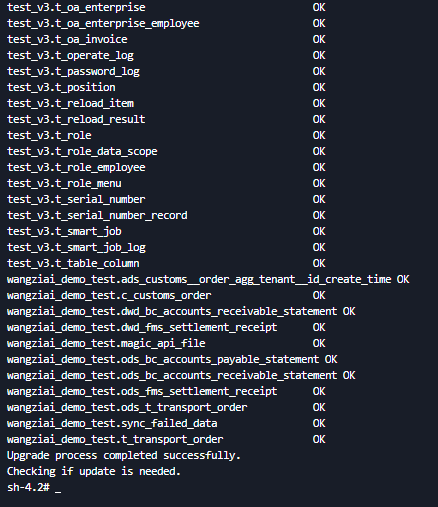 test_v3.t_oa_enterprise OK
test_v3.t_oa_enterprise_employee OK
test_v3.t_oa_invoice OK
test_v3.t_operate_log OK
test_v3.t_password_log OK
test_v3.t_position OK
test_v3.t_reload_item OK
test_v3.t_reload_result OK
test_v3.t_role OK
test_v3.t_role_data_scope OK
test_v3.t_role_employee OK
test_v3.t_role_menu OK
test_v3.t_serial_number OK
test_v3.t_serial_number_record OK
test_v3.t_smart_job OK
test_v3.t_smart_job_log OK
test_v3.t_table_column OK
wangziai_demo_test.ads_customs__order_agg_tenant__id_create_time OK
wangziai_demo_test.c_customs_order OK
wangziai_demo_test.dwd_bc_accounts_receivable_statement OK
wangziai_demo_test.dwd_fms_settlement_receipt OK
wangziai_demo_test.magic_api_file OK
wangziai_demo_test.ods_bc_accounts_payable_statement OK
wangziai_demo_test.ods_bc_accounts_receivable_statement OK
wangziai_demo_test.ods_fms_settlement_receipt OK
wangziai_demo_test.ods_t_transport_order OK
wangziai_demo_test.sync_failed_data OK
wangziai_demo_test.t_transport_order OK
Upgrade process completed successfully.
Checking if update is needed.
sh-4.2# _